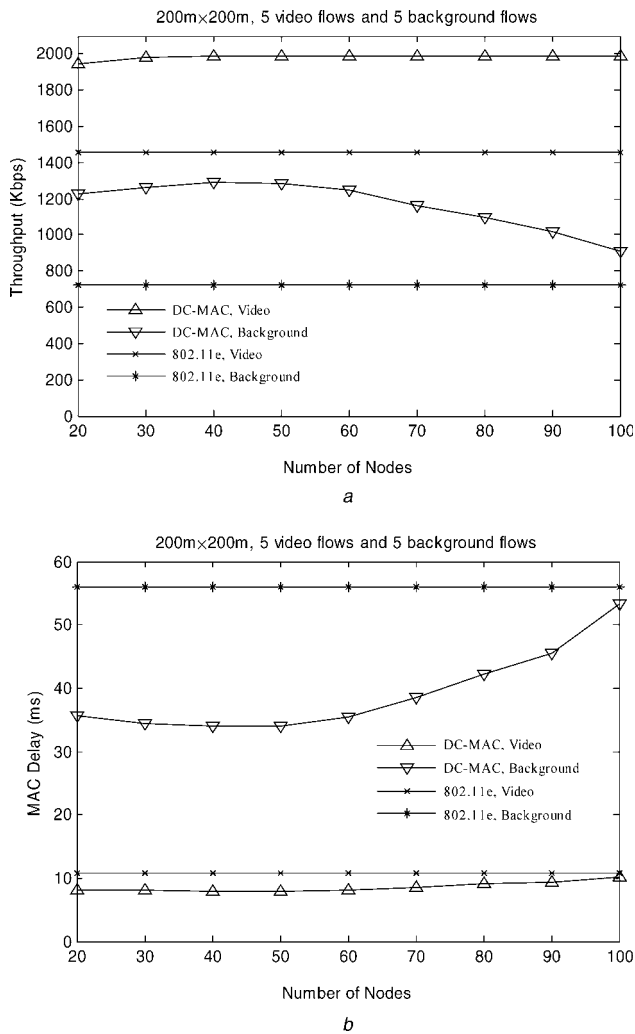 200m×200m, 5 video flows and 5 background flows
2000
1800
1600
1400
1200
1000
800
600
400
200
0
Throughput (Kbps)
DC-MAC, Video
DC-MAC, Background
802.11e, Video
802.11e, Background
20 30 40 50 60 70 80 90 100
Number of Nodes
a
200m×200m, 5 video flows and 5 background flows
60
50
40
30
20
10
0
MAC Delay (ms)
DC-MAC, Video
DC-MAC, Background
802.11e, Video
802.11e, Background
20 30 40 50 60 70 80 90 100
Number of Nodes
b